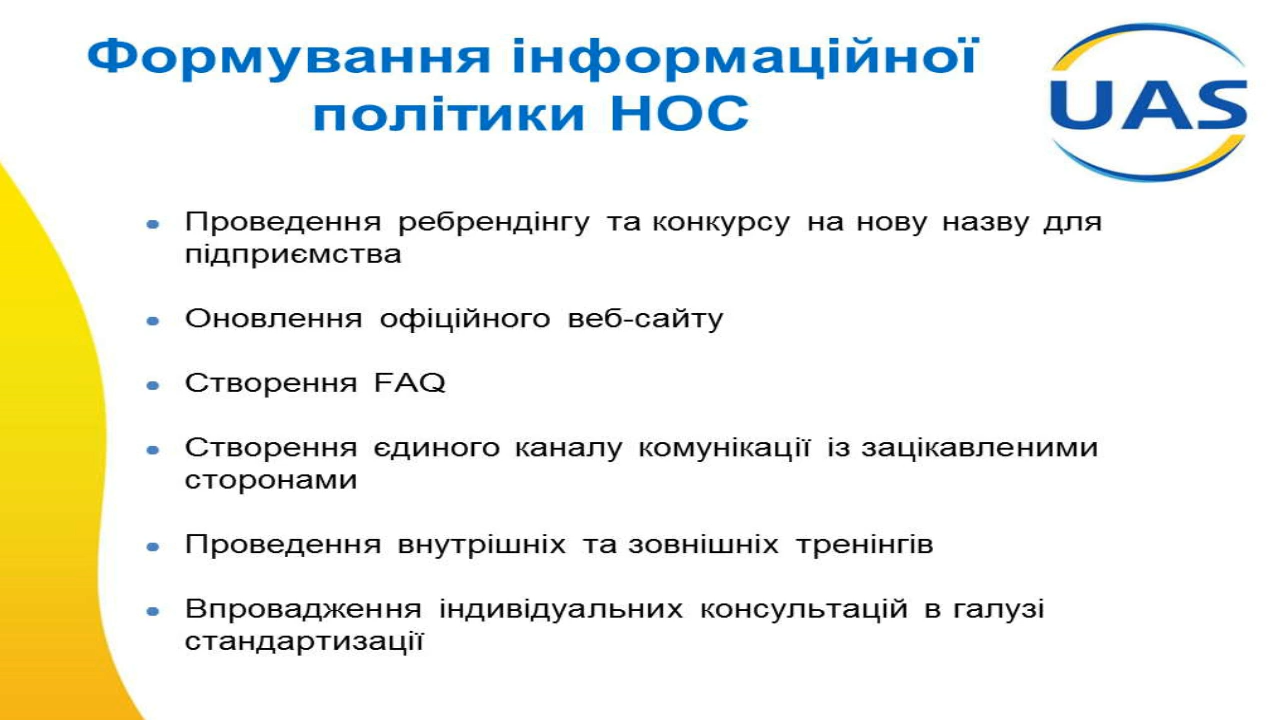 Формування інформаційної
політики НОС
UAS
• Проведення ребрендінгу та конкурсу на нову назву для
підприємства
• Оновлення офіційного веб-сайту
• Створення FAQ
• Створення єдиного каналу комунікації із зацікавленими
сторонами
• Проведення внутрішніх та зовнішніх тренінгів
• Впровадження індивідуальних консультацій в галузі
стандартизації